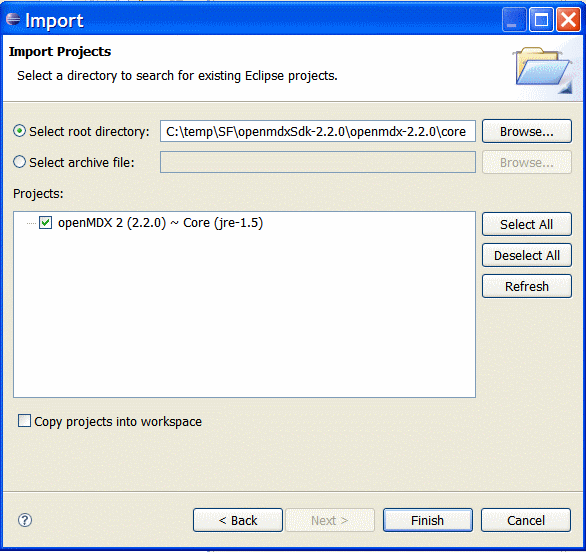 Import
Import Projects
Select a directory to search for existing Eclipse projects.
Select root directory: C:\temp\SF\openmdxSdk-2.2.0\openmdx-2.2.0\core Browse...
Select archive file: Browse...
Projects:
openMDX 2 (2.2.0) ~ Core (jre-1.5)
Select All
Deselect All
Refresh
Copy projects into workspace
? < Back Next > Finish Cancel